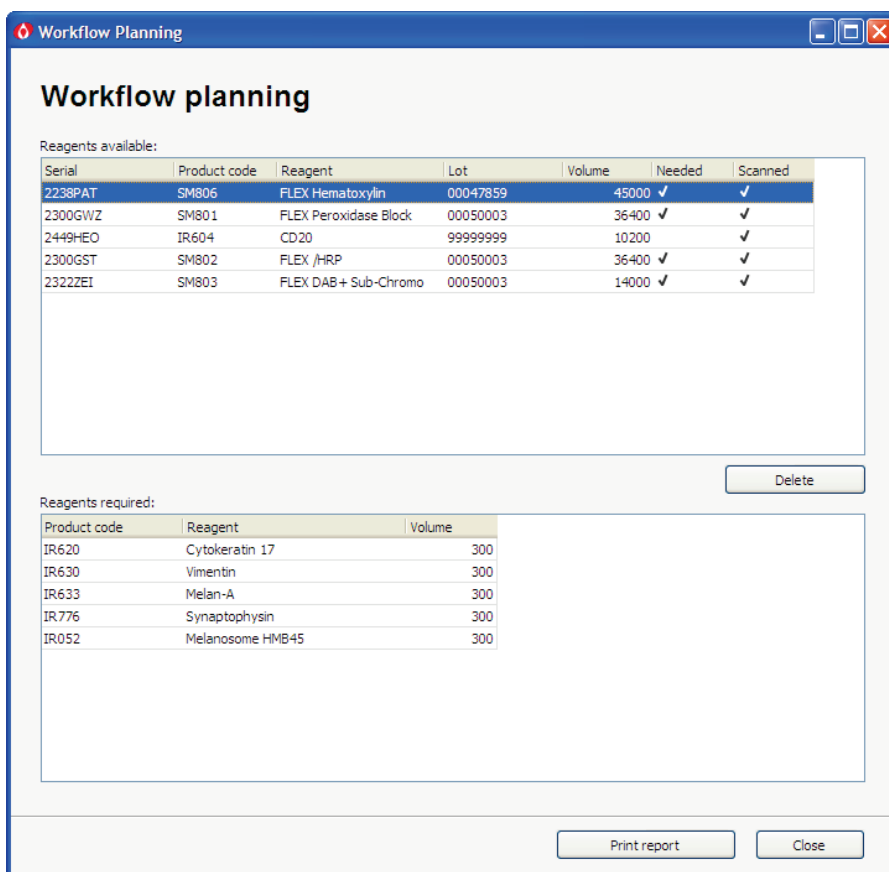 Workflow Planning
Workflow planning
Reagents available:
Serial Product code Reagent Lot Volume Needed Scanned
2238PAT SM806 FLEX Hematoxylin 00047859 45000 ✓ ✓
2300GWZ SM801 FLEX Peroxidase Block 00050003 36400 ✓ ✓
2449HEO IR604 CD20 99999999 10200 ✓
2300GST SM802 FLEX /HRP 00050003 36400 ✓ ✓
2322ZEI SM803 FLEX DAB+ Sub-Chromo 00050003 14000 ✓ ✓
Delete
Reagents required:
Product code Reagent Volume
IR620 Cytokeratin 17 300
IR630 Vimentin 300
IR633 Melan-A 300
IR776 Synaptophysin 300
IR052 Melanosome HMB45 300
Print report Close